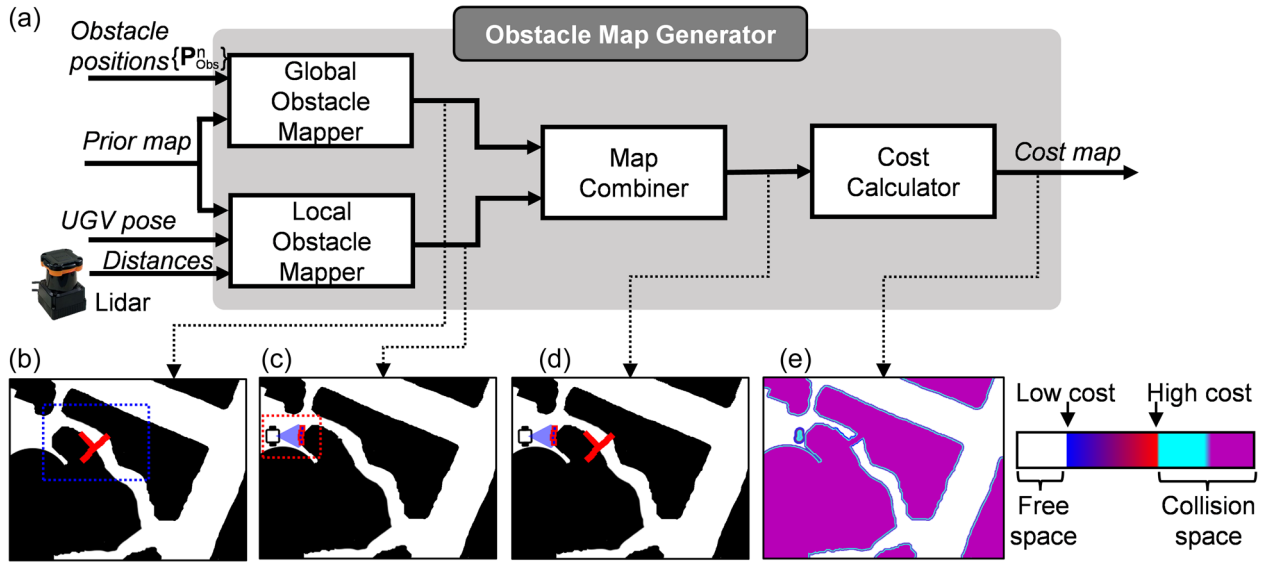 (a)
Obstacle Map Generator
Obstacle
positions{P^n_Obs}
Global
Obstacle
Mapper
Prior map
Map
Combiner
Cost
Calculator
Cost map
UGV pose
Local
Obstacle
Mapper
Distances
Lidar
(b)
(c)
(d)
(e)
Low cost
High cost
Free
space
Collision
space